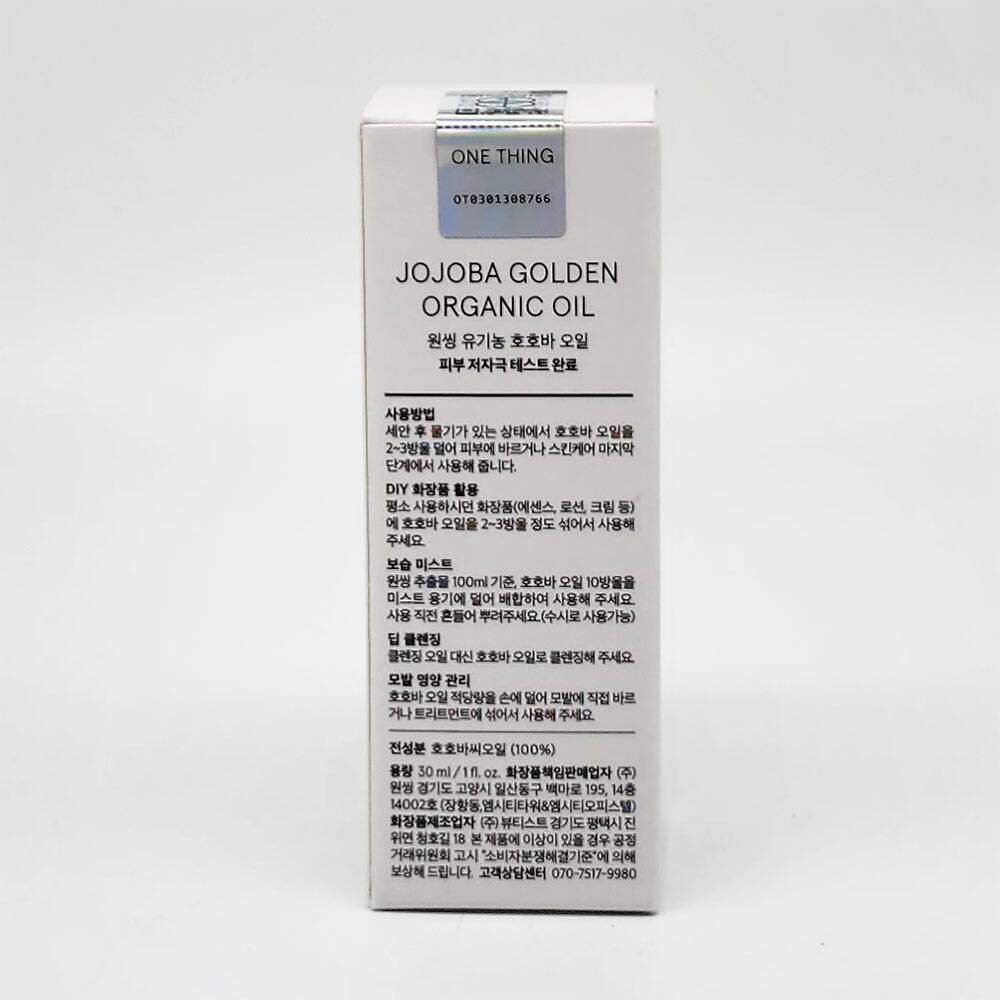 ONE THING
OT0301308766
JOJOBA GOLDEN
ORGANIC OIL
원씽 유기농 호호바 오일
피부 저자극 테스트 완료
사용방법
세안 후 물기가 있는 상태에서 호호바 오일을
2~3방울 덜어 피부에 바르거나 스킨케어 마지막
단계에서 사용해 줍니다.
DIY 화장품 활용
평소 사용하시던 화장품(에센스, 로션, 크림 등)
에 호호바 오일을 2~3방울 정도 섞어서 사용해
주세요.
보습 미스트
원씽 추출물 100ml 기준, 호호바 오일 10방울을
미스트 용기에 덜어 배합하여 사용해 주세요.
사용 직전 흔들어 뿌려주세요.(수시로 사용가능)
딥 클렌징
클렌징 오일 대신 호호바 오일로 클렌징해 주세요.
모발 영양 관리
호호바 오일 적당량을 손에 덜어 모발에 직접 바르
거나 트리트먼트에 섞어서 사용해 주세요.
전성분 호호바씨오일 (100%)
용량 30 ml / 1 fl. oz. 화장품책임판매업자 (주)
원씽 경기도 고양시 일산동구 백마로 195, 14층
14002호 (장항동,엠시티타워&엠시티오피스텔)
화장품제조업자 (주)뷰티스트 경기도 평택시 진
위면 청호길 18 본 제품에 이상이 있을 경우 공정
거래위원회 고시 "소비자분쟁해결기준"에 의해
보상해 드립니다. 고객상담센터 070-7517-9980